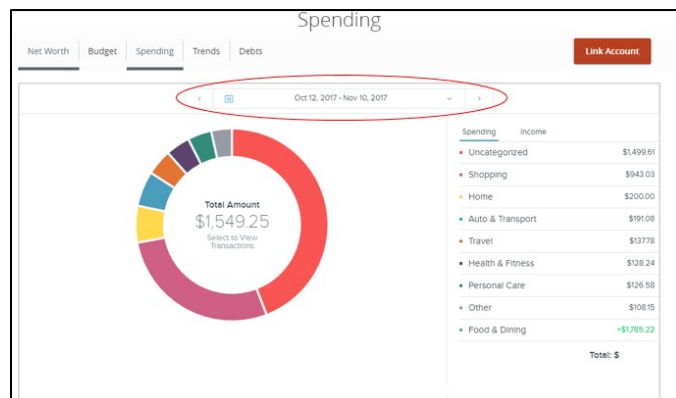 Spending
Net Worth
Budget
Spending
Trends
Debts
Link Account
Oct 12, 2017 - Nov 10, 2017
Total Amount
$1,549.25
Select to View
Transactions
Spending Income
Uncategorized $1,499.61
Shopping $943.03
Home $200.00
Auto & Transport $191.08
Travel $137.78
Health & Fitness $128.24
Personal Care $126.58
Other $108.15
Food & Dining +$1,785.22
Total: $